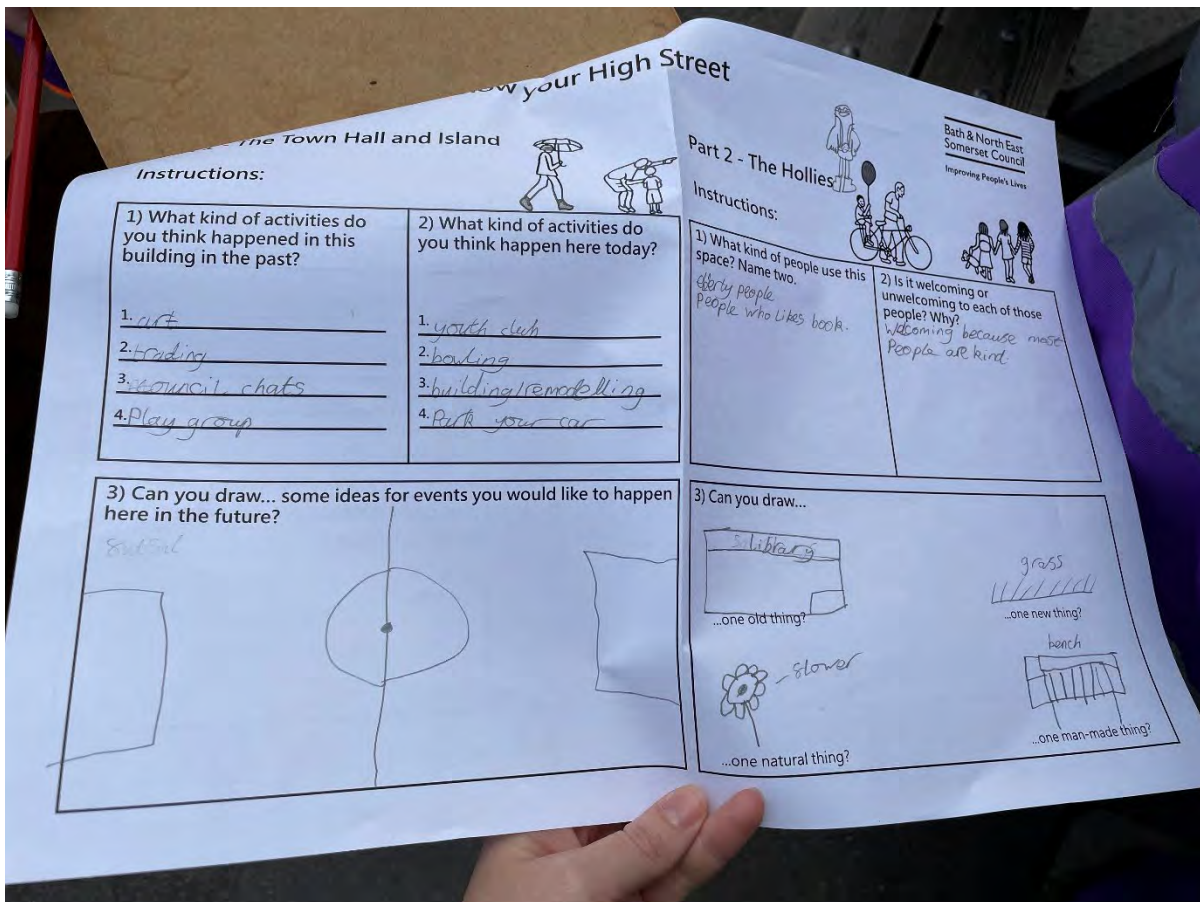 your High Street
The Town Hall and Island
Instructions:
1) What kind of activities do
you think happened in this
building in the past?
1. art
2. trading
3. council chats
4. Play group
2) What kind of activities do
you think happen here today?
1. youth club
2. bowling
3. building/remodelling
4. Park your car
3) Can you draw... some ideas for events you would like to happen
here in the future?
Part 2 - The Hollies
Bath & North East
Somerset Council
Improving People's Lives
Instructions:
1) What kind of people use this
space? Name two.
elderly people
People who likes book.
2) Is it welcoming or
unwelcoming to each of those
people? Why?
Welcoming because most
People are kind
3) Can you draw...
Library
...one old thing?
grass
...one new thing?
...one natural thing?
bench
...one man-made thing?